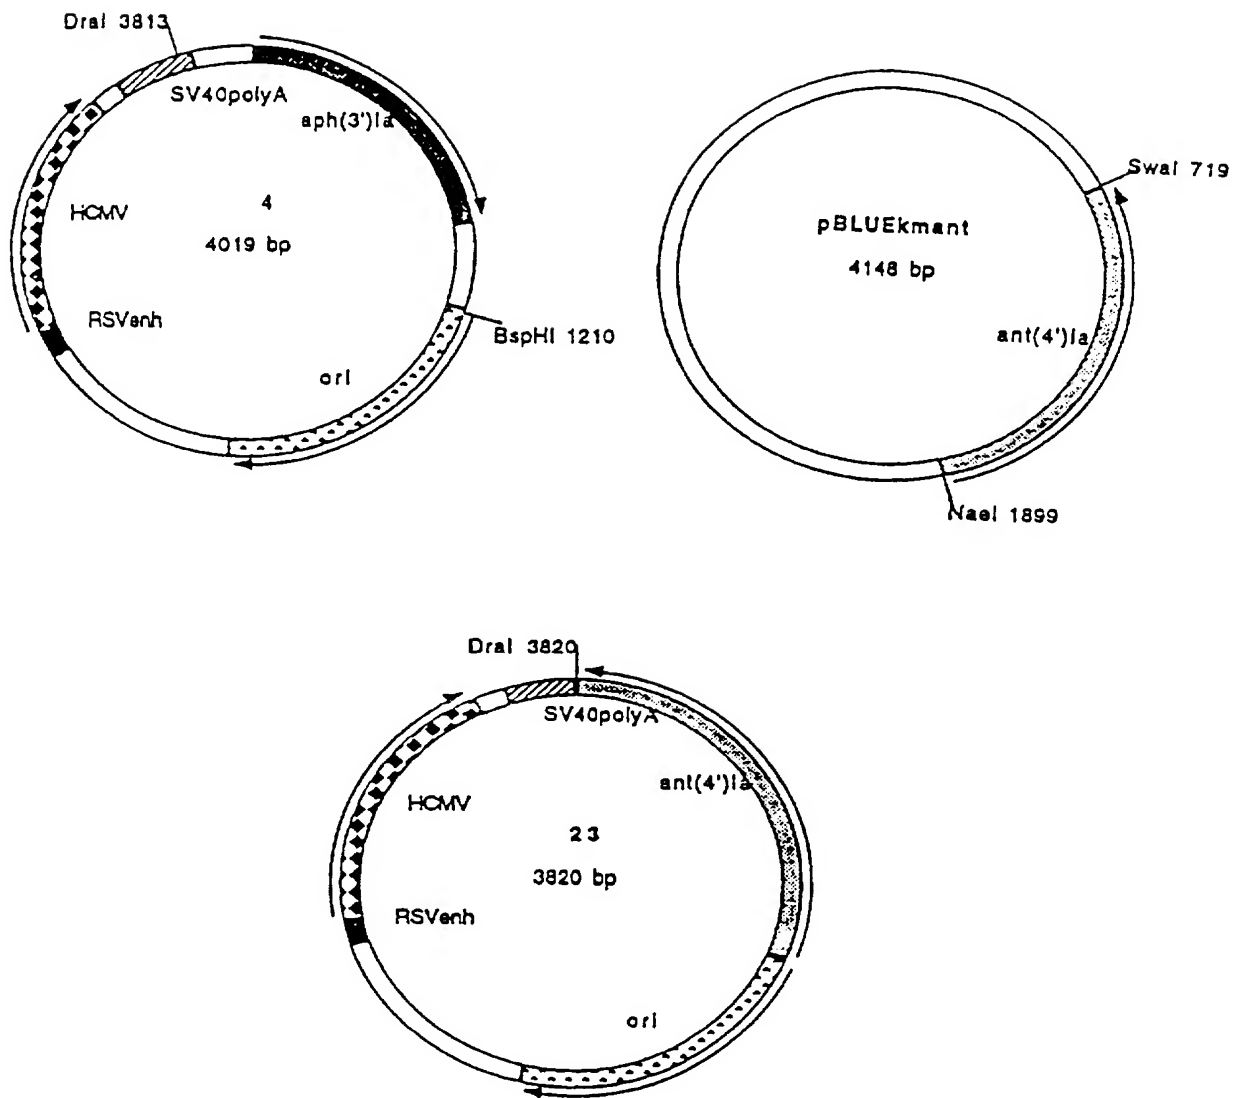 DraI 3813
SV40polyA
aph(3')Ia
HCMV
4
4019 bp
RSVenh
BspHI 1210
ori
SwaI 719
pBLUEkmant
4148 bp
ant(4')Ia
NaeI 1899
DraI 3820
SV40polyA
ant(4')Ia
HCMV
23
3820 bp
RSVenh
ori